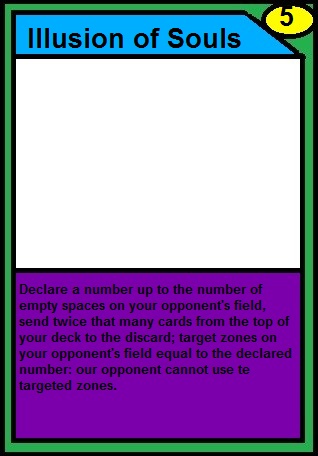 5
Illusion of Souls
Declare a number up to the number of
empty spaces on your opponent's field,
send twice that many cards from the top of
your deck to the discard; target zones on
your opponent's field equal to the declared
number: our opponent cannot use te
targeted zones.